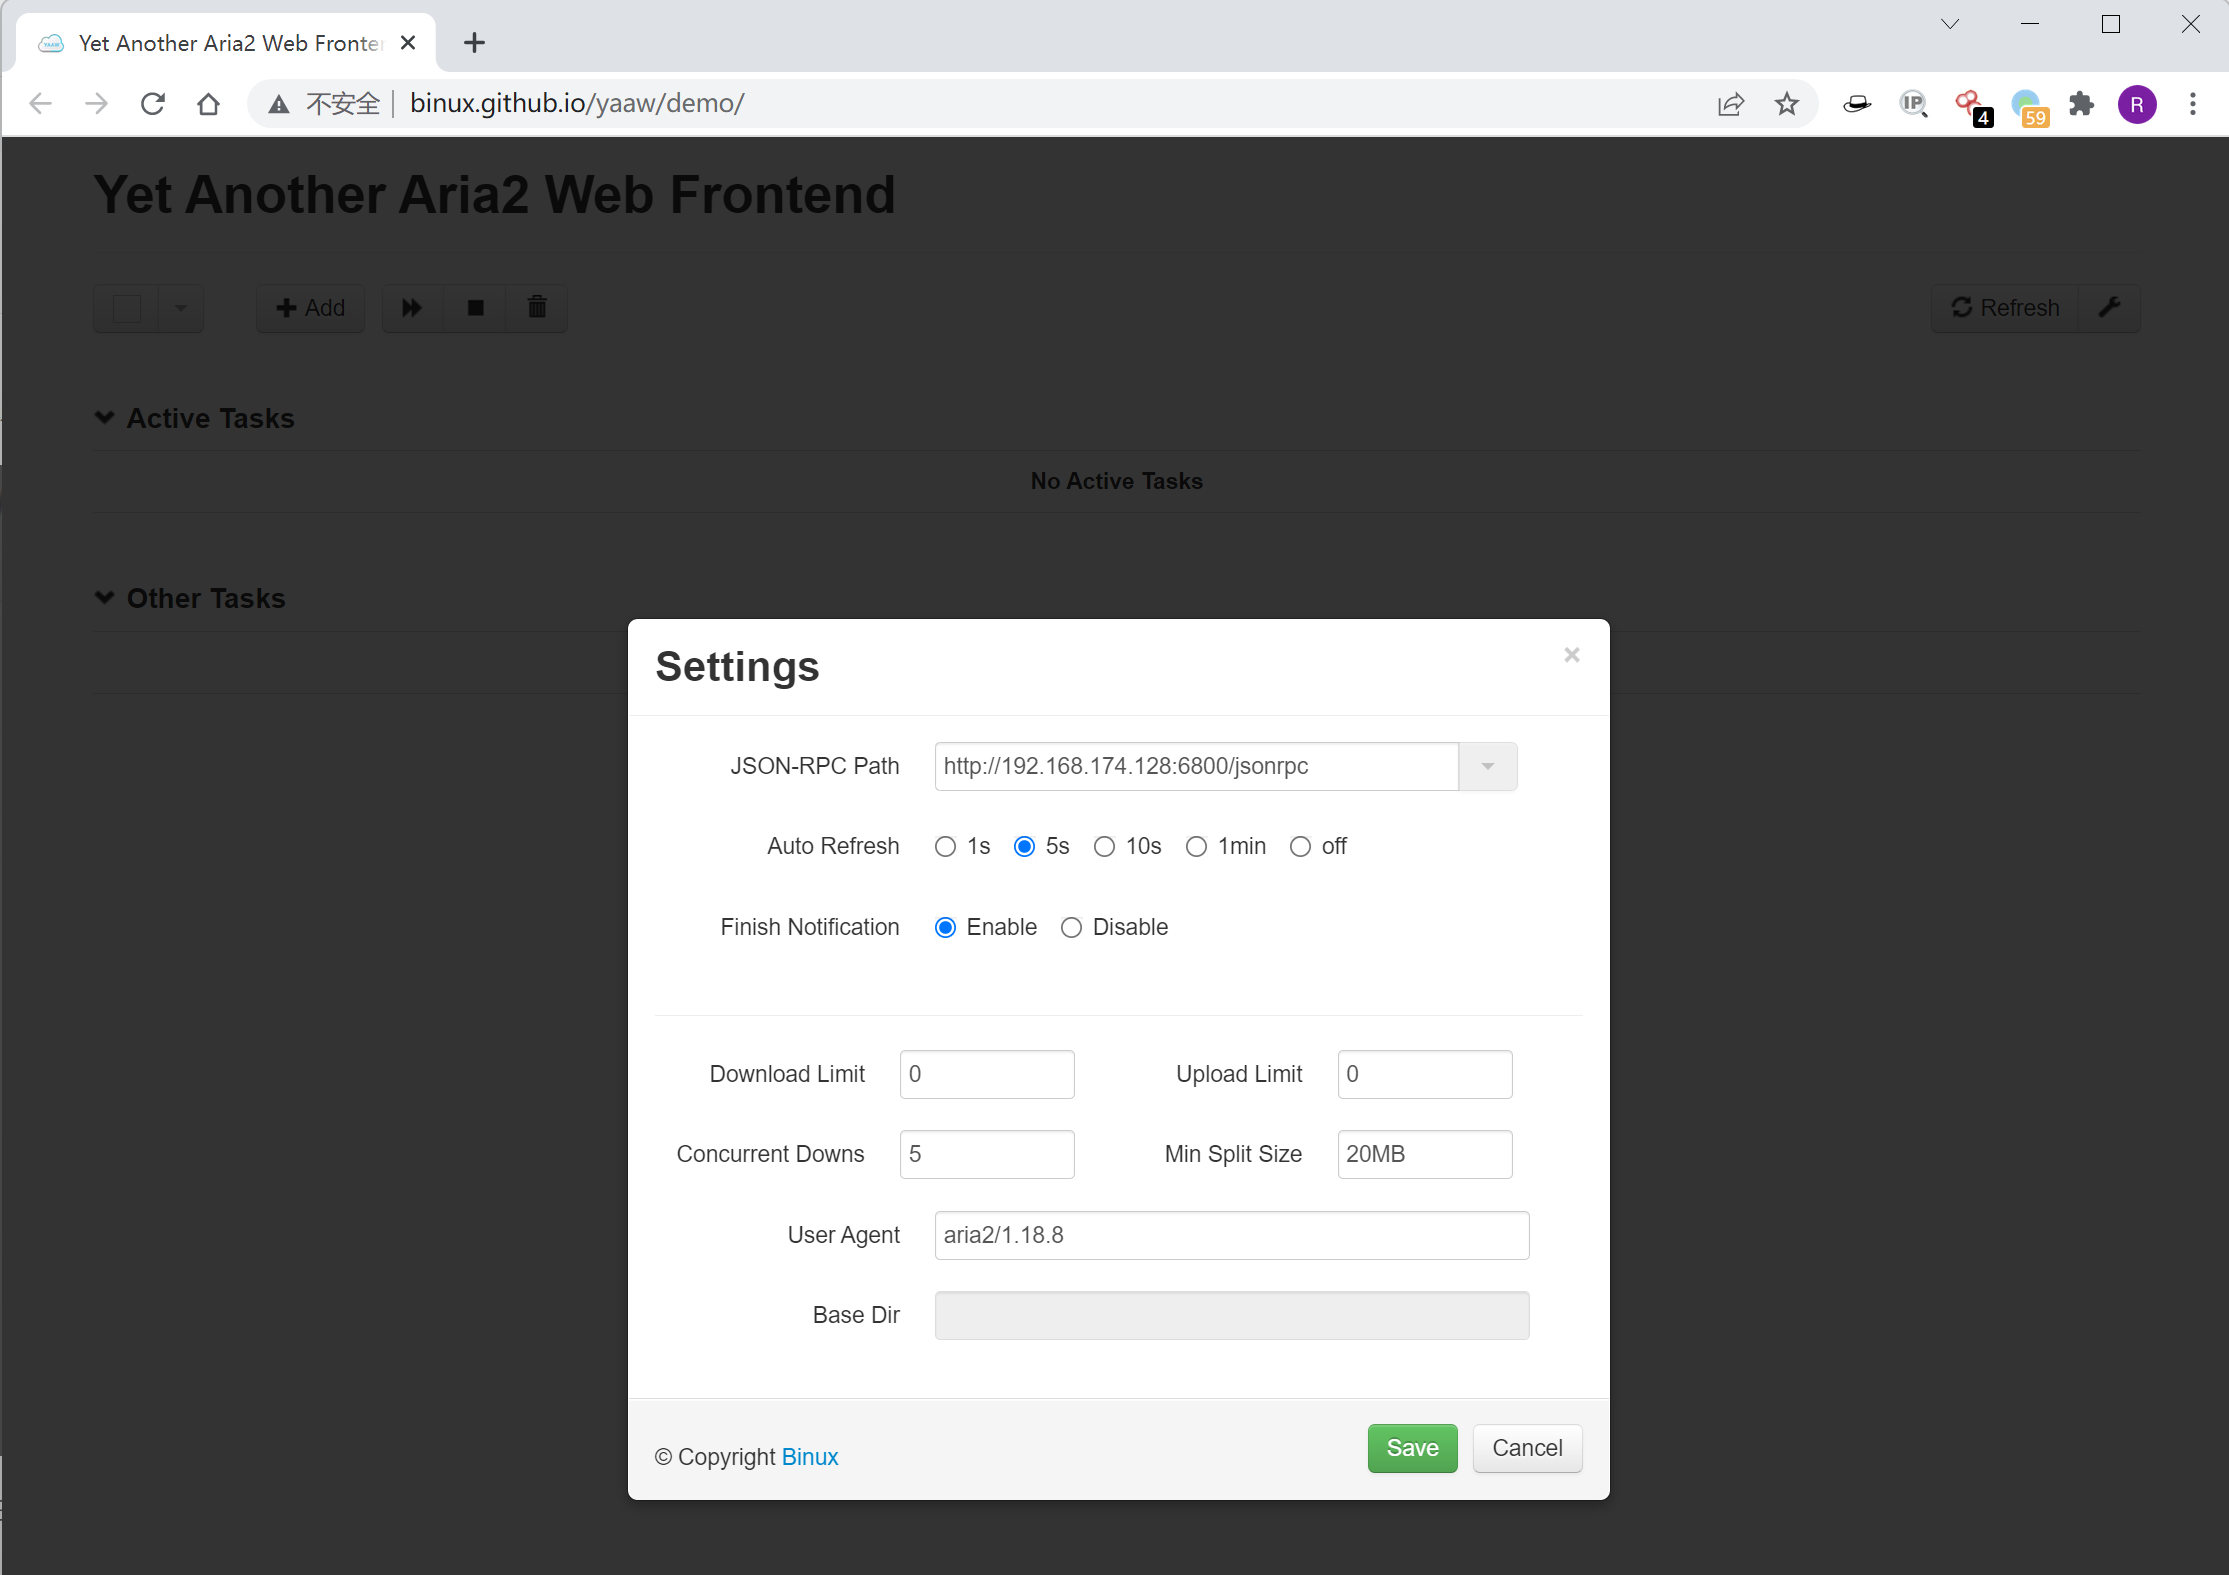 Yet Another Aria2 Web Fronte
不安全 binux.github.io/yaaw/demo/
IP 4 59 R
Yet Another Aria2 Web Frontend
Add Refresh
Active Tasks
No Active Tasks
Other Tasks
Settings ×
JSON-RPC Path http://192.168.174.128:6800/jsonrpc
Auto Refresh 1s 5s 10s 1min off
Finish Notification Enable Disable
Download Limit 0 Upload Limit 0
Concurrent Downs 5 Min Split Size 20MB
User Agent aria2/1.18.8
Base Dir
© Copyright Binux Save Cancel